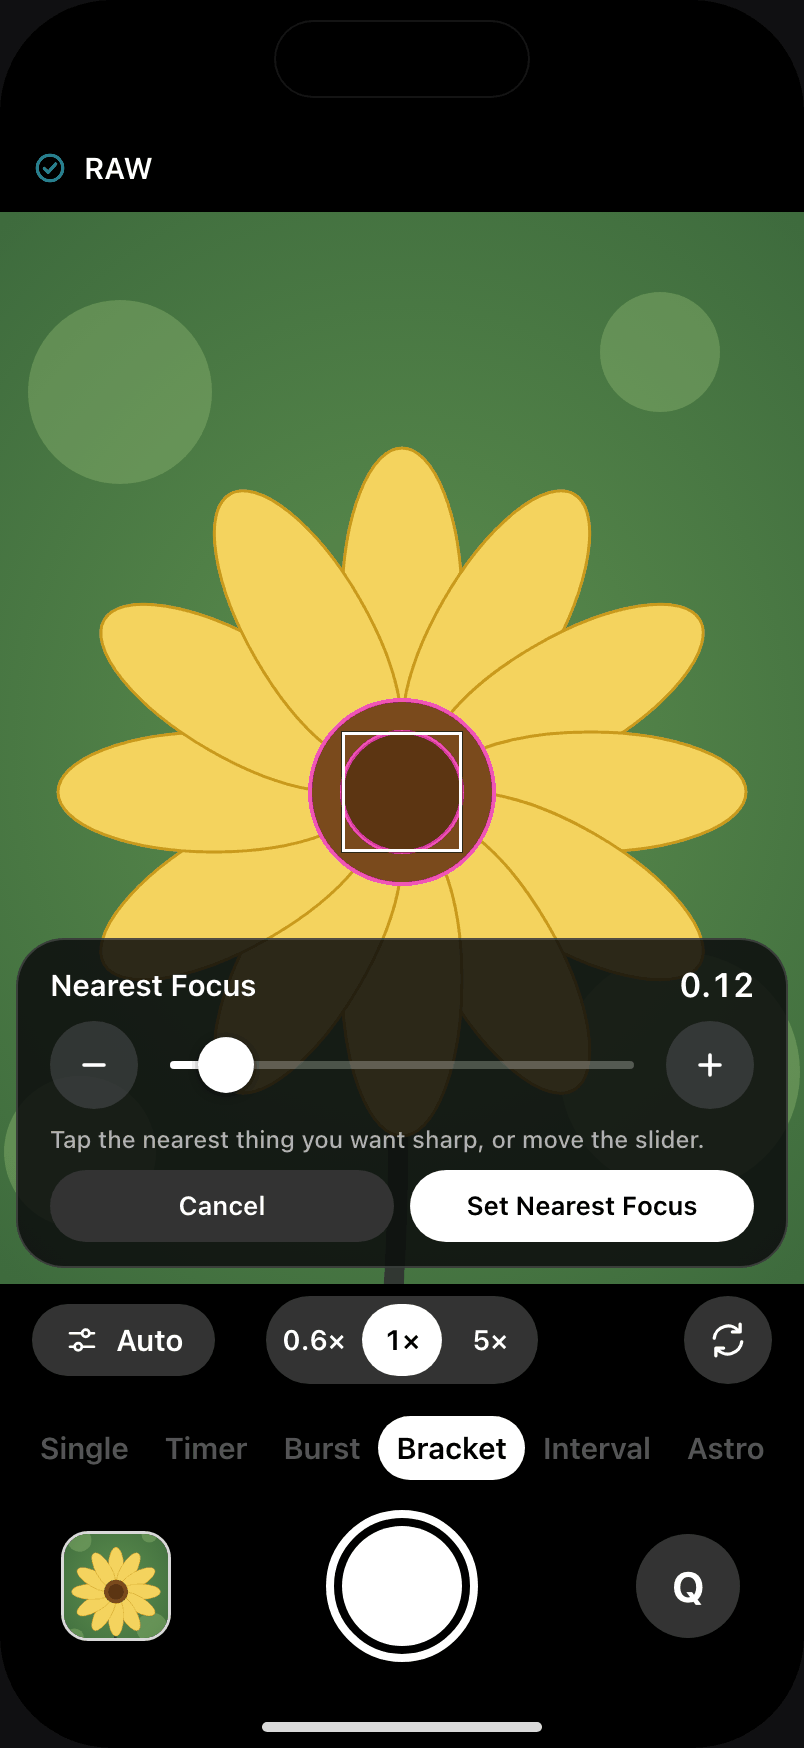 RAW
Nearest Focus 0.12
Tap the nearest thing you want sharp, or move the slider.
Cancel Set Nearest Focus
Auto 0.6× 1× 5×
Single Timer Burst Bracket Interval Astro
Q